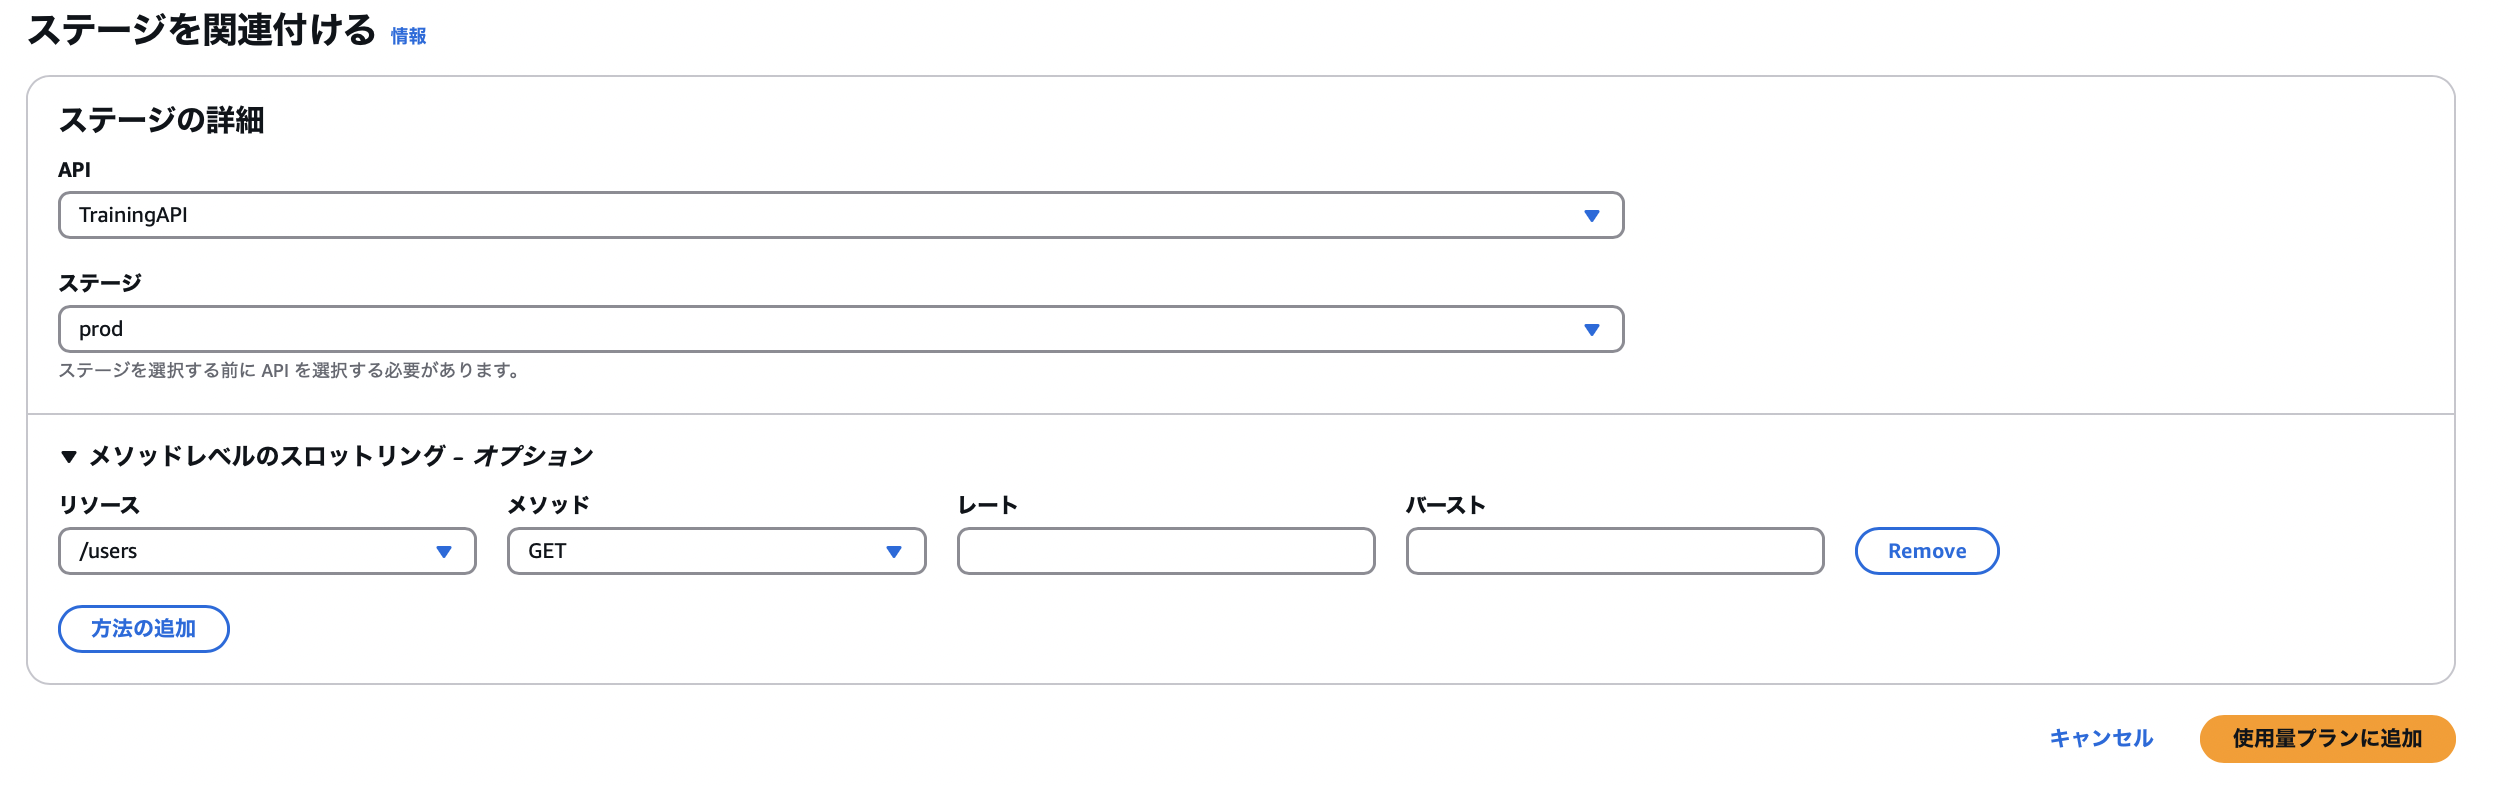 ステージを関連付ける 情報
ステージの詳細
API
TrainingAPI
ステージ
prod
ステージを選択する前に API を選択する必要があります。
メソッドレベルのスロットリング - オプション
リソース メソッド レート バースト
/users GET Remove
方法の追加
キャンセル 使用量プランに追加